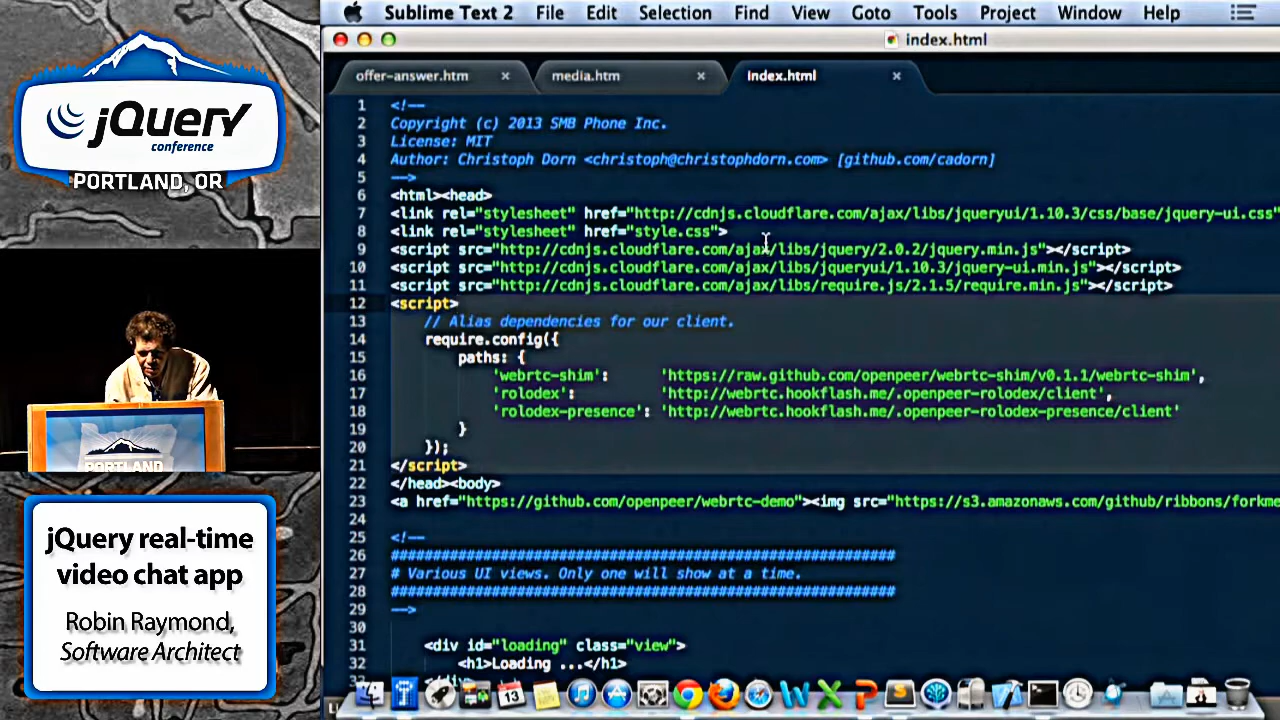 jQuery
conference
PORTLAND, OR
PORTLAND
jQuery real-time
video chat app
Robin Raymond,
Software Architect
Sublime Text 2 File Edit Selection Find View Goto Tools Project Window Help
index.html
offer-answer.htm × media.htm × index.html ×
1 <!--
2 Copyright (c) 2013 SMB Phone Inc.
3 License: MIT
4 Author: Christoph Dorn <christoph@christophdorn.com> [github.com/cadorn]
5 -->
6 <html><head>
7 <link rel="stylesheet" href="http://cdnjs.cloudflare.com/ajax/libs/jqueryui/1.10.3/css/base/jquery-ui.css"
8 <link rel="stylesheet" href="style.css">
9 <script src="http://cdnjs.cloudflare.com/ajax/libs/jquery/2.0.2/jquery.min.js"></script>
10 <script src="http://cdnjs.cloudflare.com/ajax/libs/jqueryui/1.10.3/jquery-ui.min.js"></script>
11 <script src="http://cdnjs.cloudflare.com/ajax/libs/require.js/2.1.5/require.min.js"></script>
12 <script>
13 // Alias dependencies for our client.
14 require.config({
15 paths: {
16 'webrtc-shim': 'https://raw.github.com/openpeer/webrtc-shim/v0.1.1/webrtc-shim',
17 'rolodex': 'http://webrtc.hookflash.me/.openpeer-rolodex/client',
18 'rolodex-presence': 'http://webrtc.hookflash.me/.openpeer-rolodex-presence/client'
19 }
20 });
21 </script>
22 </head><body>
23 <a href="https://github.com/openpeer/webrtc-demo"><img src="https://s3.amazonaws.com/github/ribbons/forkme
24
25 <!--
26 ############################################################
27 # Various UI views. Only one will show at a time.
28 ############################################################
29 -->
30
31 <div id="loading" class="view">
32 <h1>Loading ...</h1>
13